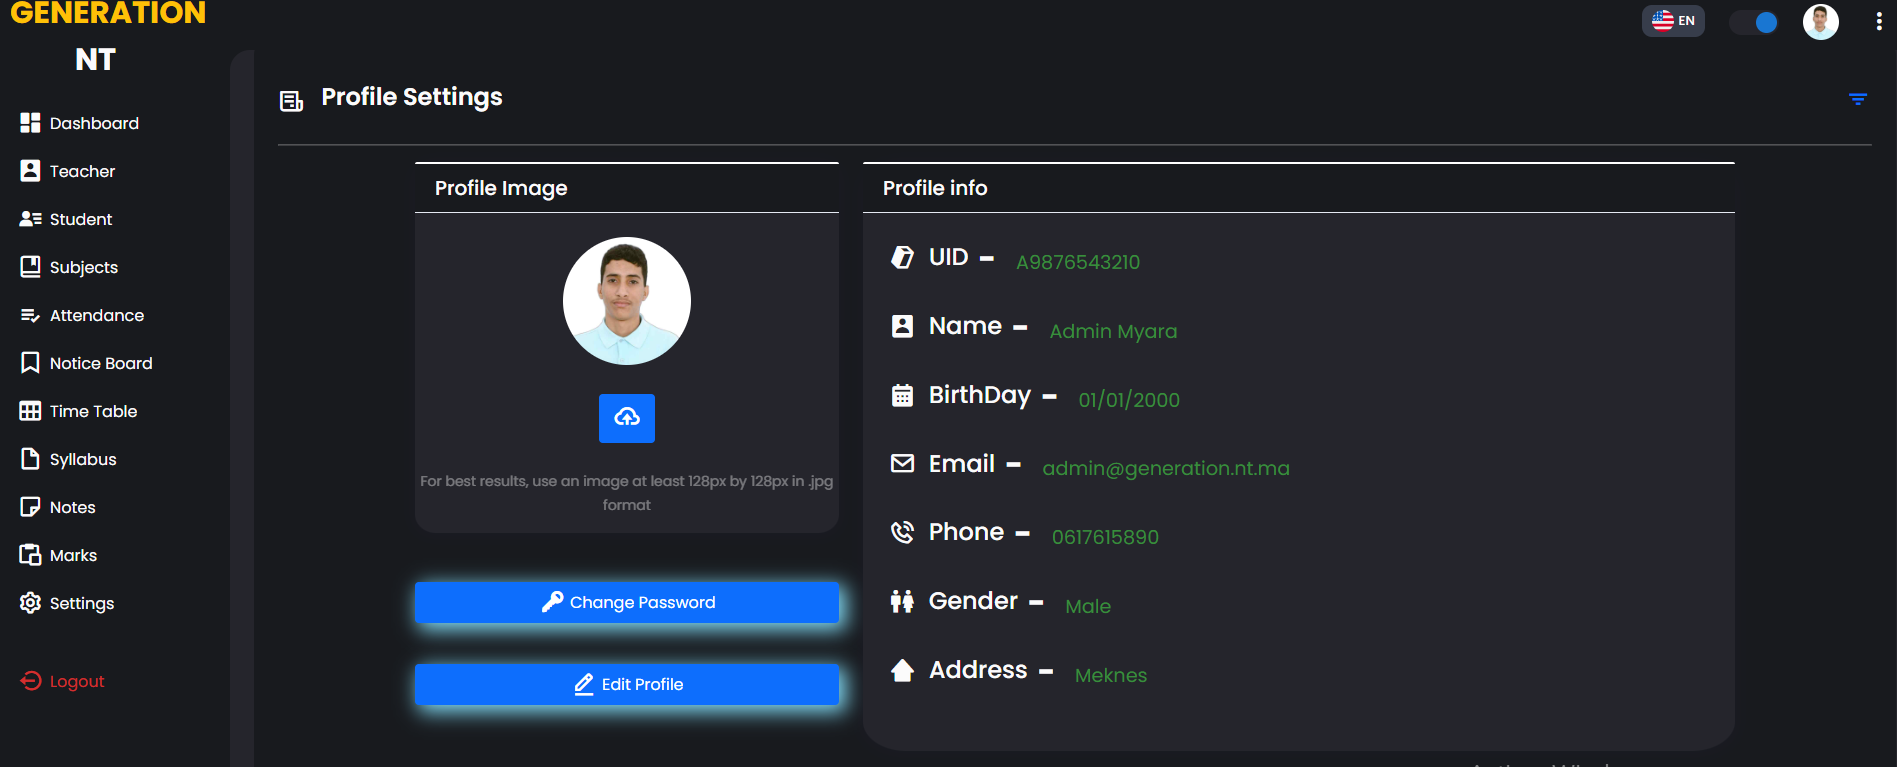 GENERATION
NT
EN
Dashboard
Teacher
Student
Subjects
Attendance
Notice Board
Time Table
Syllabus
Notes
Marks
Settings
Logout
Profile Settings
Profile Image
For best results, use an image at least 128px by 128px in .jpg
format
Change Password
Edit Profile
Profile info
UID - A9876543210
Name - Admin Myara
BirthDay - 01/01/2000
Email - admin@generation.nt.ma
Phone - 0617615890
Gender - Male
Address - Meknes